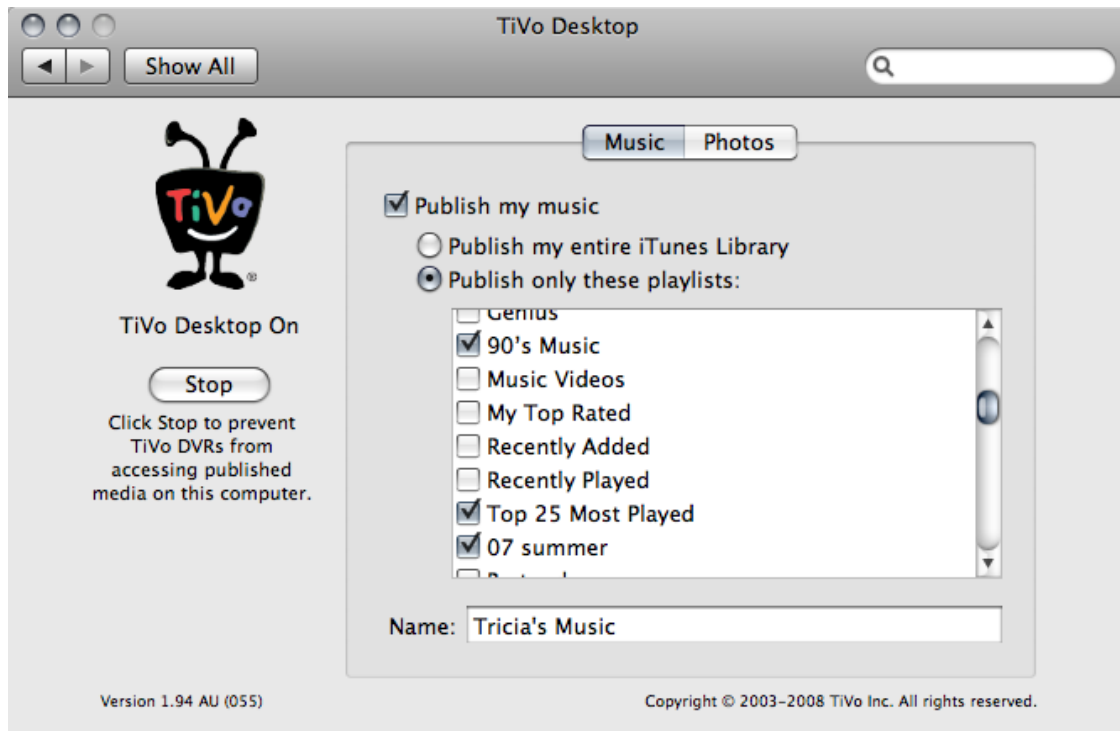 TiVo Desktop
Show All
Music Photos
TiVo
®
TiVo Desktop On
Stop
Click Stop to prevent
TiVo DVRs from
accessing published
media on this computer.
Publish my music
Publish my entire iTunes Library
Publish only these playlists:
Genius
90's Music
Music Videos
My Top Rated
Recently Added
Recently Played
Top 25 Most Played
07 summer
Name: Tricia's Music
Version 1.94 AU (055)
Copyright © 2003-2008 TiVo Inc. All rights reserved.